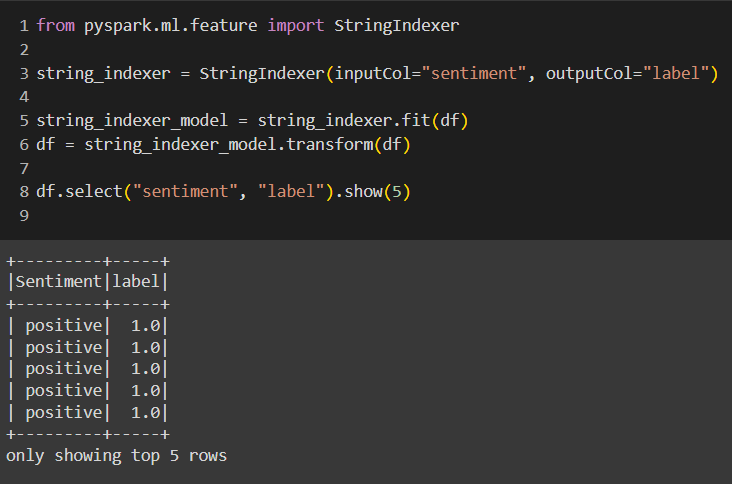 1 from pyspark.ml.feature import StringIndexer
2
3 string_indexer = StringIndexer(inputCol="sentiment", outputCol="label")
4
5 string_indexer_model = string_indexer.fit(df)
6 df = string_indexer_model.transform(df)
7
8 df.select("sentiment", "label").show(5)
9
+---------+-----+
|Sentiment|label|
+---------+-----+
| positive|  1.0|
| positive|  1.0|
| positive|  1.0|
| positive|  1.0|
| positive|  1.0|
+---------+-----+
only showing top 5 rows